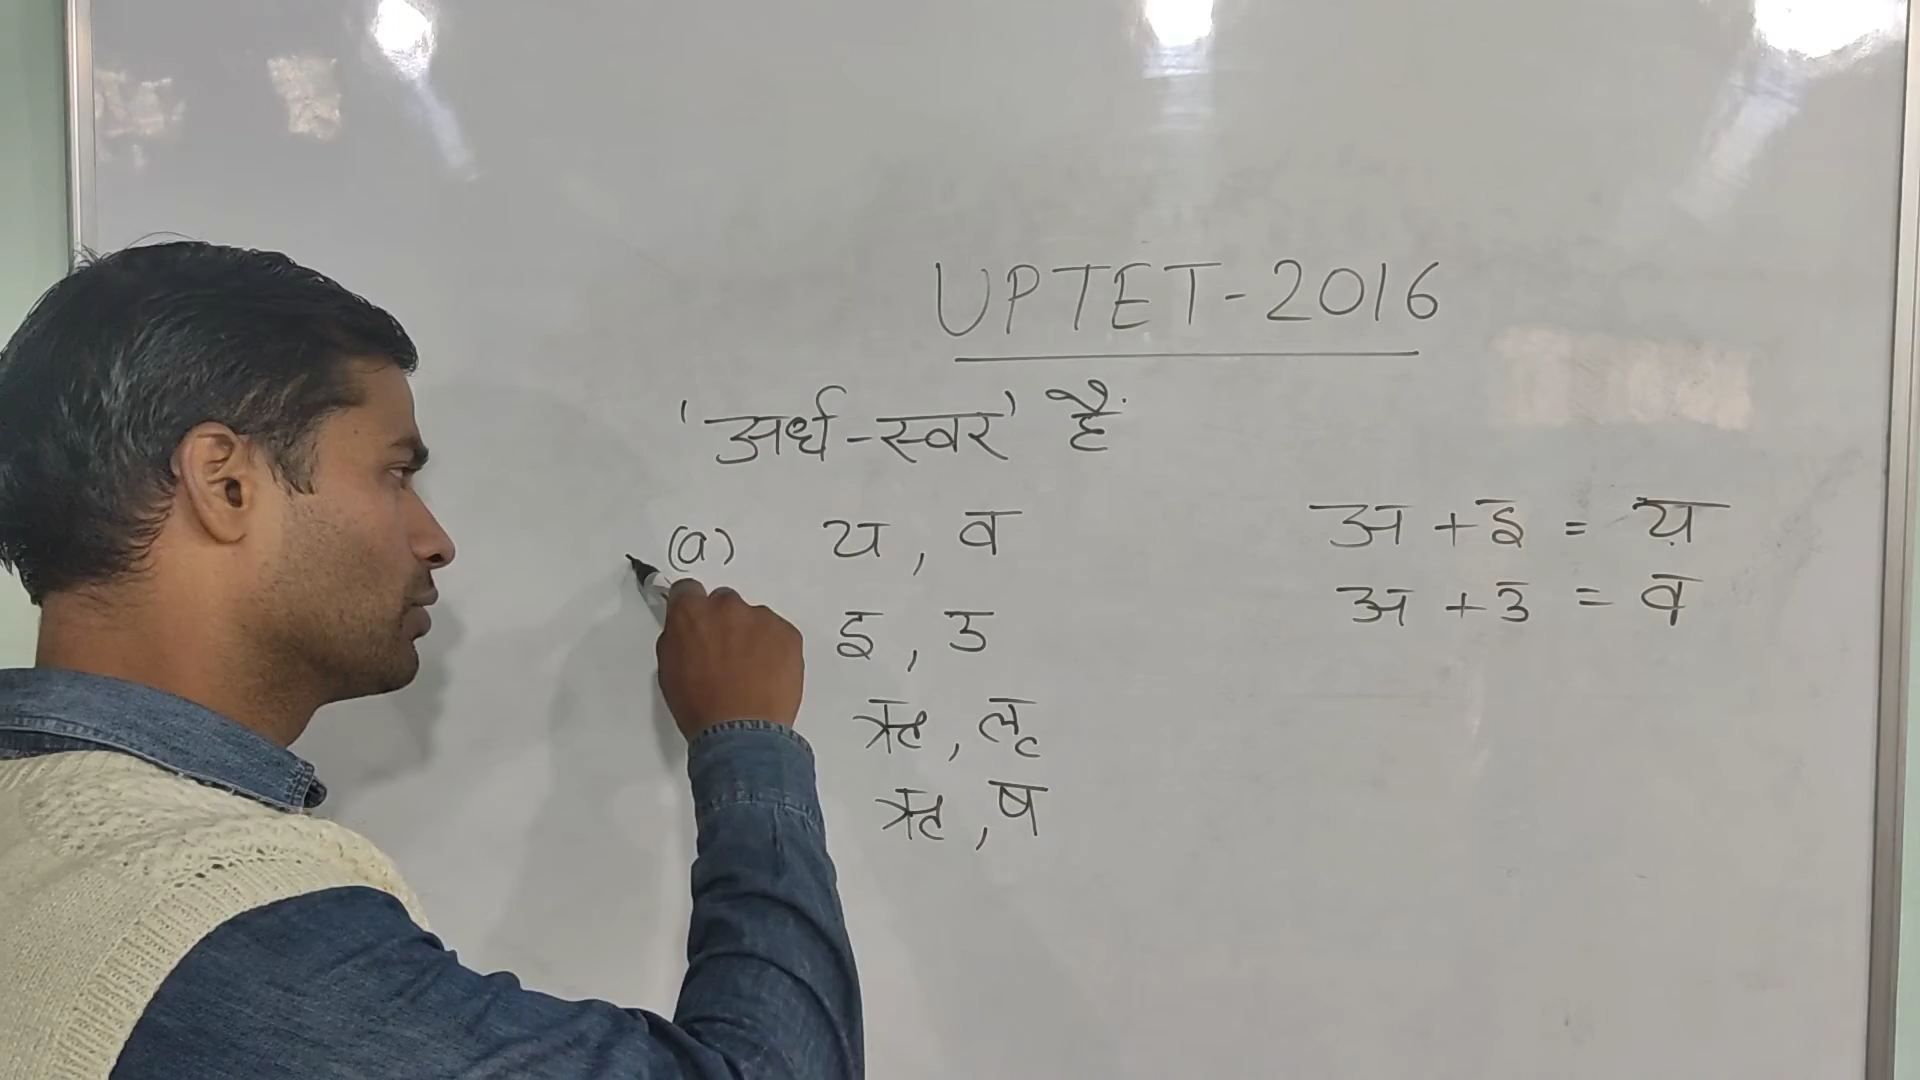 UPTET-2016
'अर्ध-स्वर' हैं
(a) य, व
इ, उ
ऋ, लृ
ऋ, ष
अ + इ = य़
अ + उ = व